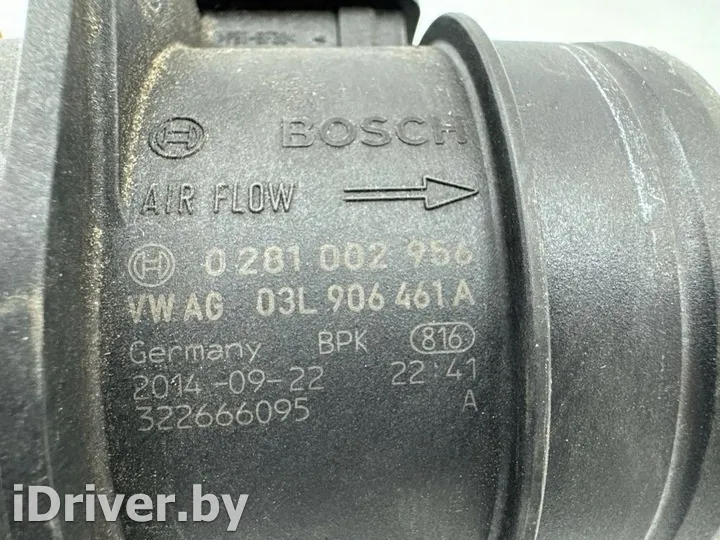 BOSCH
AIR FLOW
0 281 002 956
VW AG 03L 906 461 A
Germany BPK 816
2014-09-22 22:41
322666095 A
iDriver.by